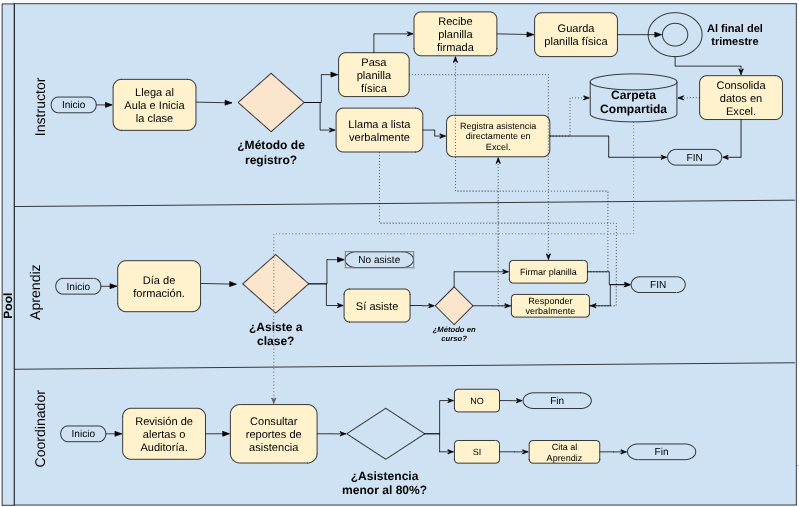 Pool
Instructor
Inicio
Llega al
Aula e Inicia
la clase
¿Método de
registro?
Pasa
planilla
física
Recibe
planilla
firmada
Guarda
planilla física
Al final del
trimestre
Llama a lista
verbalmente
Registra asistencia
directamente en
Excel.
Carpeta
Compartida
Consolida
datos en
Excel.
FIN
Aprendiz
Inicio
Día de
formación.
¿Asiste a
clase?
No asiste
Sí asiste
¿Método en
curso?
Firmar planilla
Responder
verbalmente
FIN
Coordinador
Inicio
Revisión de
alertas o
Auditoría.
Consultar
reportes de
asistencia
¿Asistencia
menor al 80%?
NO
Fin
SI
Cita al
Aprendiz
Fin